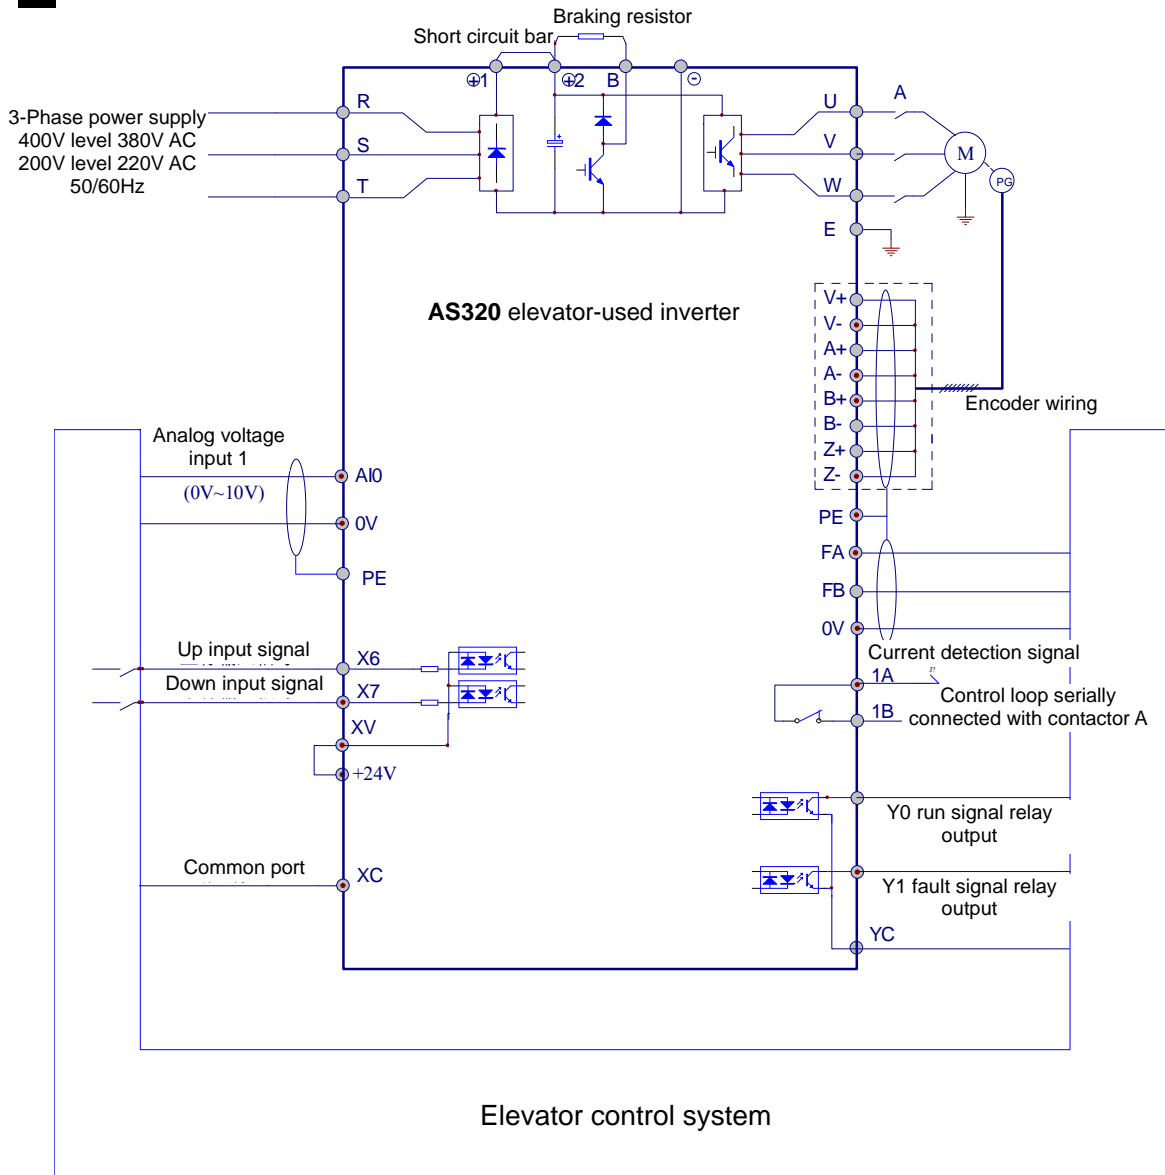 Braking resistor
Short circuit bar
⊕1
⊕2
B
⊖
3-Phase power supply
400V level 380V AC
200V level 220V AC
50/60Hz
R
S
T
U
V
W
E
A
M
PG
AS320 elevator-used inverter
V+
V-
A+
A-
B+
B-
Z+
Z-
Encoder wiring
PE
FA
FB
0V
Analog voltage
input 1
(0V~10V)
AI0
0V
PE
Up input signal
X6
Down input signal
X7
XV
+24V
Common port
XC
Current detection signal
1A
Control loop serially
1B
connected with contactor A
Y0 run signal relay
output
Y1 fault signal relay
output
YC
Elevator control system